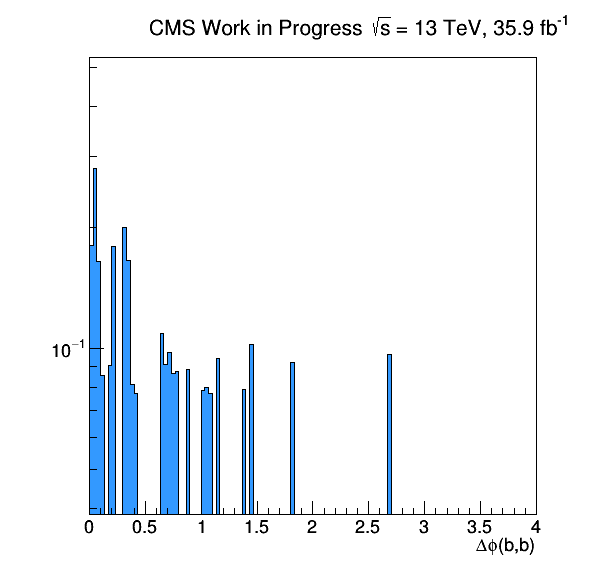 CMS Work in Progress √s = 13 TeV, 35.9 fb⁻¹
10⁻¹
0 0.5 1 1.5 2 2.5 3 3.5 4
Δϕ(b,b)